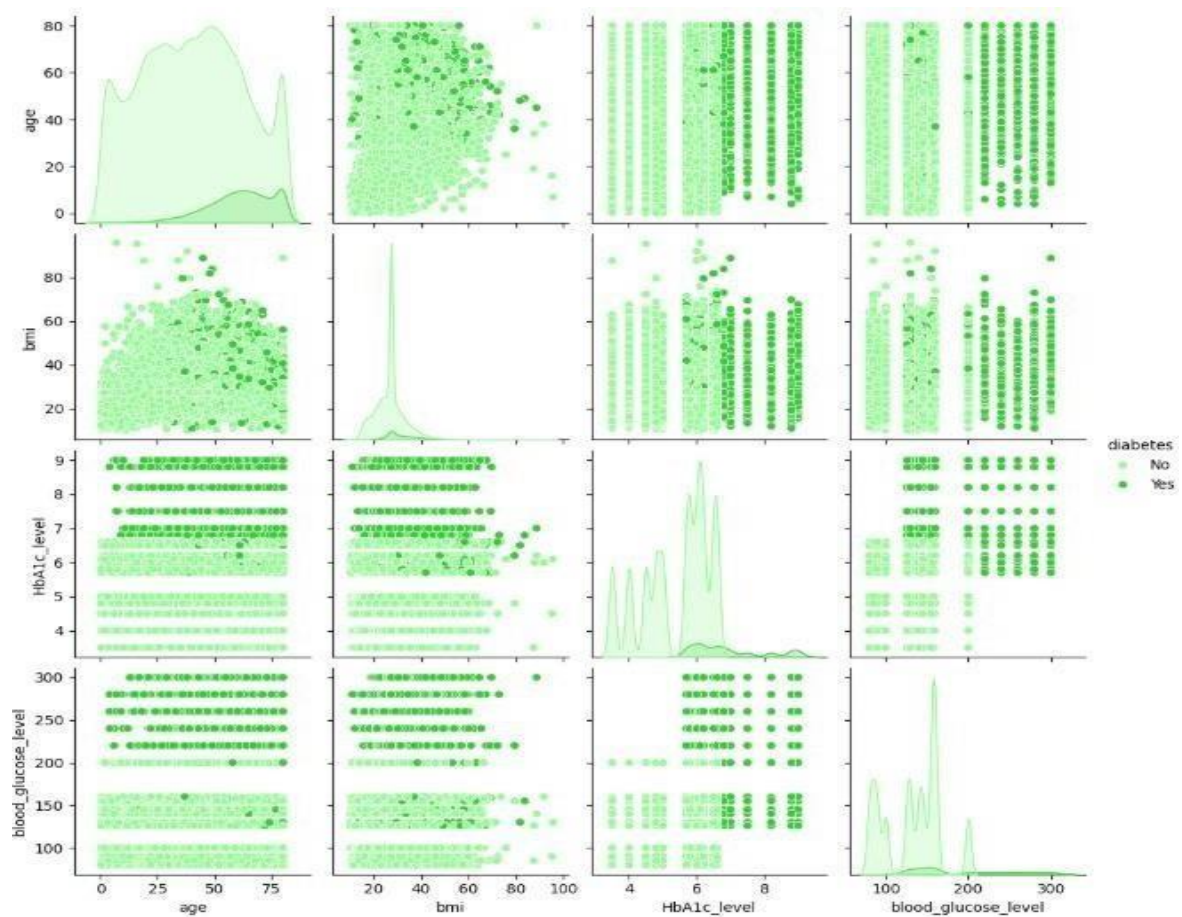 80
60
40
20
0
age
80
60
40
20
bmi
diabetes
No
Yes
9
8
7
6
5
4
HbA1c_level
300
250
200
150
100
blood_glucose_level
0 25 50 75
20 40 60 80 100
4 6 8
100 200 300
age bmi HbA1c_level blood_glucose_level